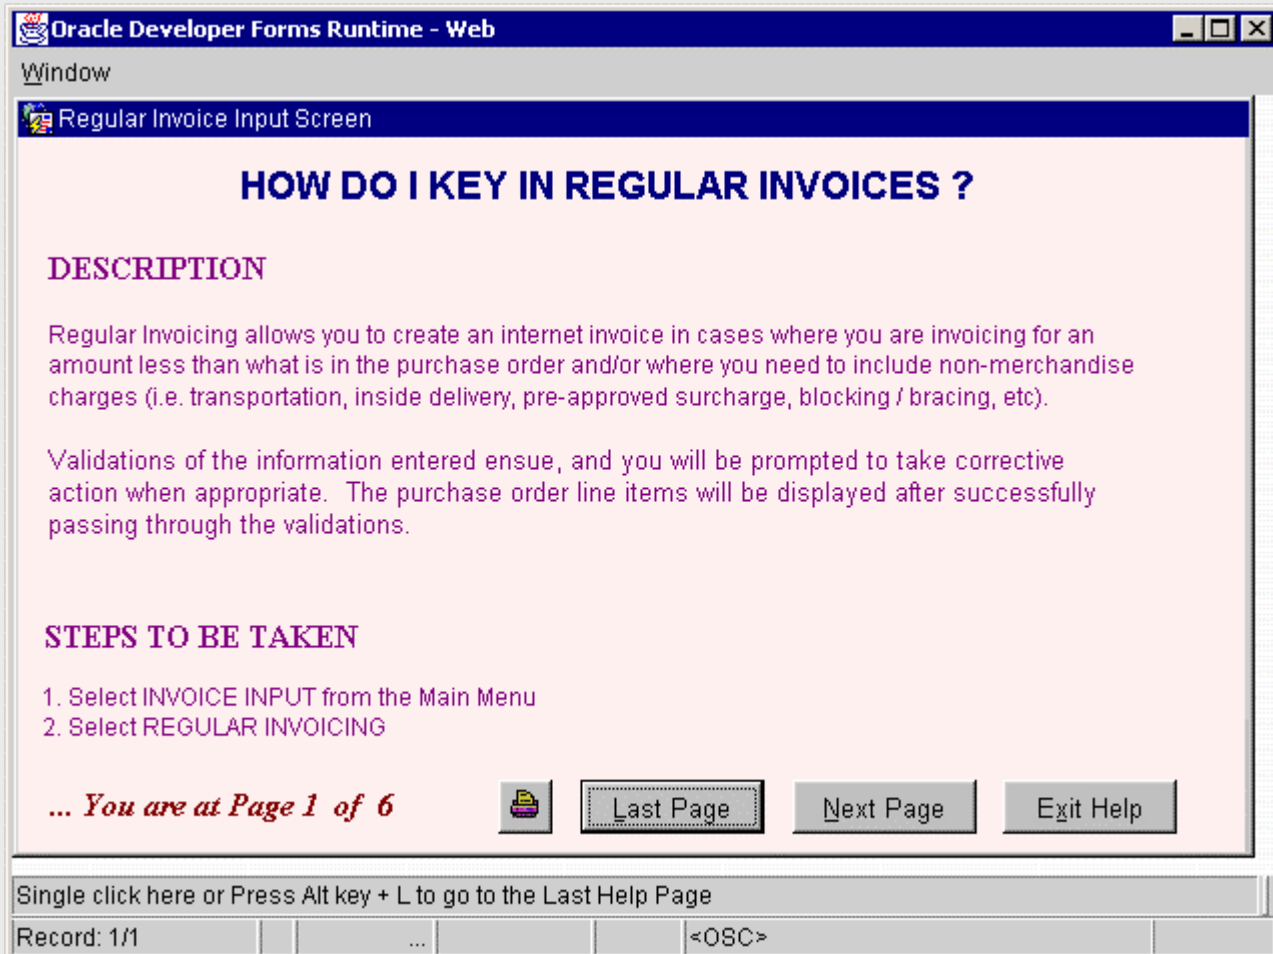 Oracle Developer Forms Runtime - Web
Window
Regular Invoice Input Screen
HOW DO I KEY IN REGULAR INVOICES ?
DESCRIPTION
Regular Invoicing allows you to create an internet invoice in cases where you are invoicing for an
amount less than what is in the purchase order and/or where you need to include non-merchandise
charges (i.e. transportation, inside delivery, pre-approved surcharge, blocking / bracing, etc).
Validations of the information entered ensue, and you will be prompted to take corrective
action when appropriate.  The purchase order line items will be displayed after successfully
passing through the validations.
STEPS TO BE TAKEN
1. Select INVOICE INPUT from the Main Menu
2. Select REGULAR INVOICING
... You are at Page 1 of 6
Last Page
Next Page
Exit Help
Single click here or Press Alt key + L to go to the Last Help Page
Record: 1/1
...
<OSC>